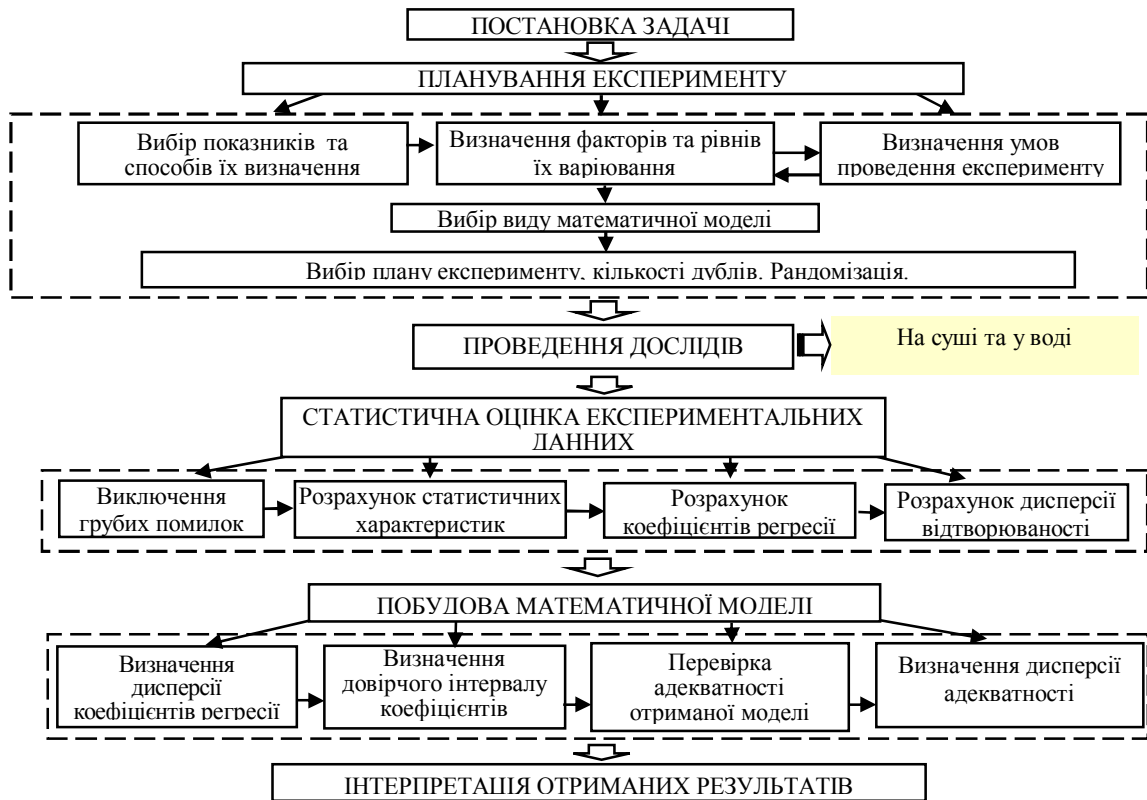 ПОСТАНОВКА ЗАДАЧІ
ПЛАНУВАННЯ ЕКСПЕРИМЕНТУ
Вибір показників та
способів їх визначення
Визначення факторів та рівнів
їх варіювання
Визначення умов
проведення експерименту
Вибір виду математичної моделі
Вибір плану експерименту, кількості дублів. Рандомізація.
ПРОВЕДЕННЯ ДОСЛІДІВ
На суші та у воді
СТАТИСТИЧНА ОЦІНКА ЕКСПЕРИМЕНТАЛЬНИХ
ДАННИХ
Виключення
грубих помилок
Розрахунок статистичних
характеристик
Розрахунок
коефіцієнтів регресії
Розрахунок дисперсії
відтворюваності
ПОБУДОВА МАТЕМАТИЧНОЇ МОДЕЛІ
Визначення
дисперсії
коефіцієнтів регресії
Визначення
довірчого інтервалу
коефіцієнтів
Перевірка
адекватності
отриманої моделі
Визначення дисперсії
адекватності
ІНТЕРПРЕТАЦІЯ ОТРИМАНИХ РЕЗУЛЬТАТІВ